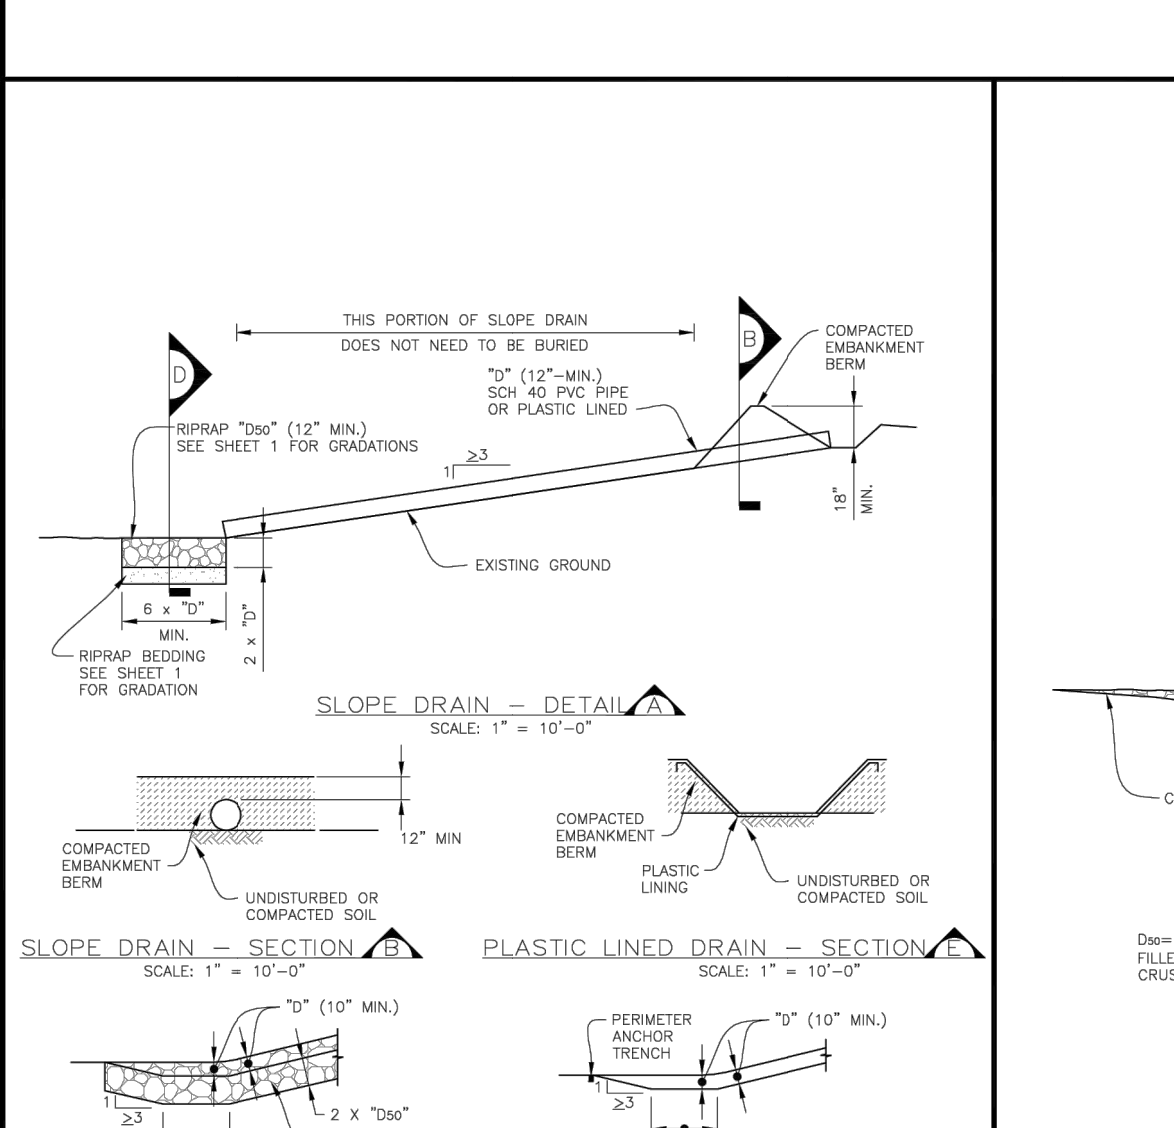 THIS PORTION OF SLOPE DRAIN
DOES NOT NEED TO BE BURIED
B
COMPACTED
EMBANKMENT
BERM
D
"D" (12"-MIN.)
SCH 40 PVC PIPE
OR PLASTIC LINED
RIPRAP "D50" (12" MIN.)
SEE SHEET 1 FOR GRADATIONS
≥3
1
18"
MIN.
EXISTING GROUND
6 x "D"
MIN.
2 x "D"
RIPRAP BEDDING
SEE SHEET 1
FOR GRADATION
SLOPE DRAIN - DETAIL A
SCALE: 1" = 10'-0"
12" MIN
COMPACTED
EMBANKMENT
BERM
UNDISTURBED OR
COMPACTED SOIL
COMPACTED
EMBANKMENT
BERM
PLASTIC
LINING
UNDISTURBED OR
COMPACTED SOIL
SLOPE DRAIN - SECTION B
SCALE: 1" = 10'-0"
PLASTIC LINED DRAIN - SECTION E
SCALE: 1" = 10'-0"
"D" (10" MIN.)
1
≥3
2 X "D50"
PERIMETER
ANCHOR
TRENCH
"D" (10" MIN.)
1
≥3
C
D50=
FILLE
CRUS